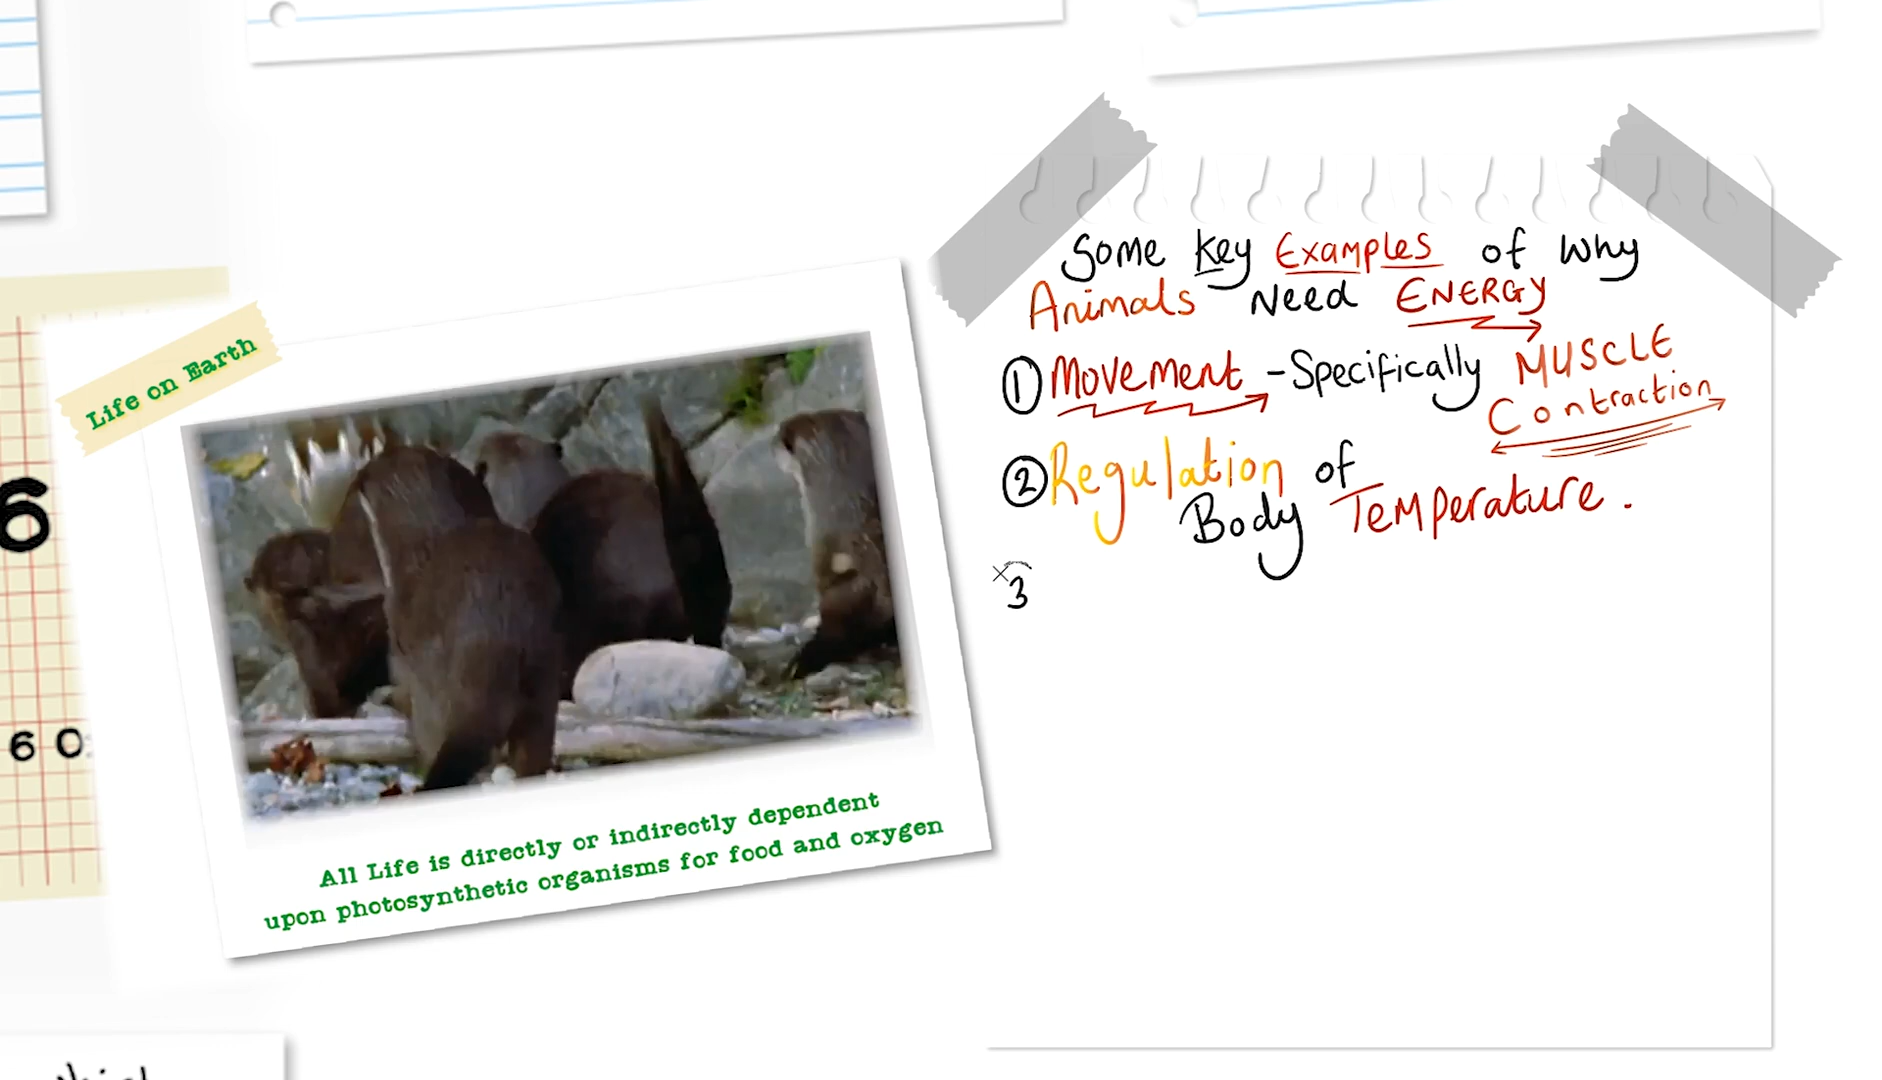 Some Key Examples of why
Animals Need ENERGY
① Movement - Specifically MUSCLE
Contraction
② Regulation of
Body Temperature.
3
Life on Earth
All Life is directly or indirectly dependent
upon photosynthetic organisms for food and oxygen
6
6 0